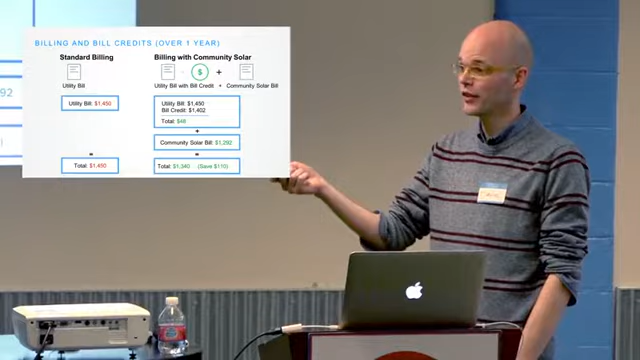 BILLING AND BILL CREDITS (OVER 1 YEAR)
Standard Billing
Billing with Community Solar
$
+
Utility Bill
Utility Bill with Bill Credit + Community Solar Bill
Utility Bill: $1,450
Utility Bill: $1,450
Bill Credit: $1,402
Total: $48
+
Community Solar Bill: $1,292
=
=
Total: $1,450
Total: $1,340 (Save $110)
292